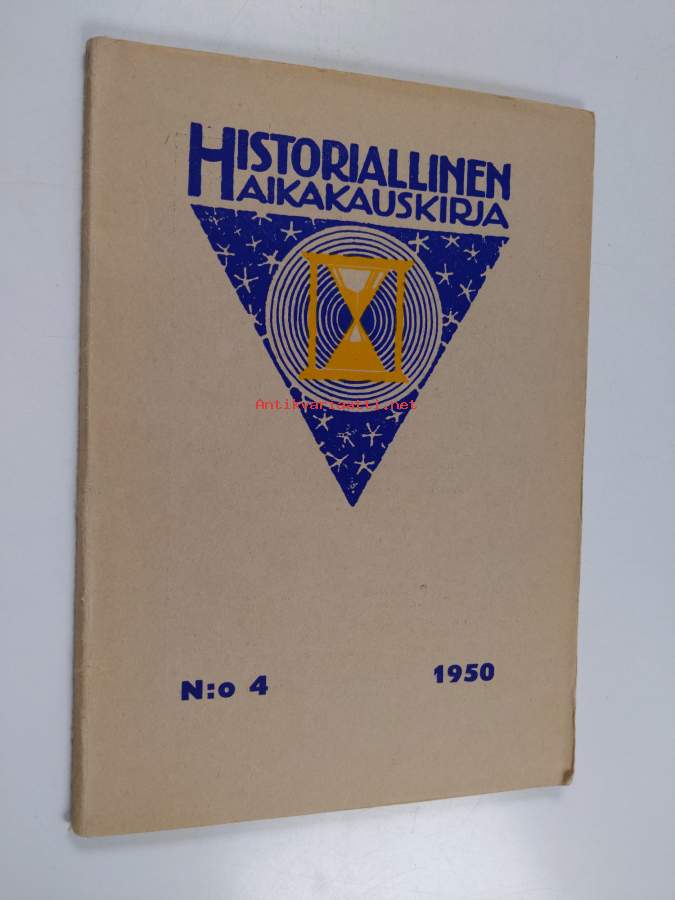 HISTORIALLINEN
AIKAKAUSKIRJA
Antikvariaatti.net
N:o 4 1950